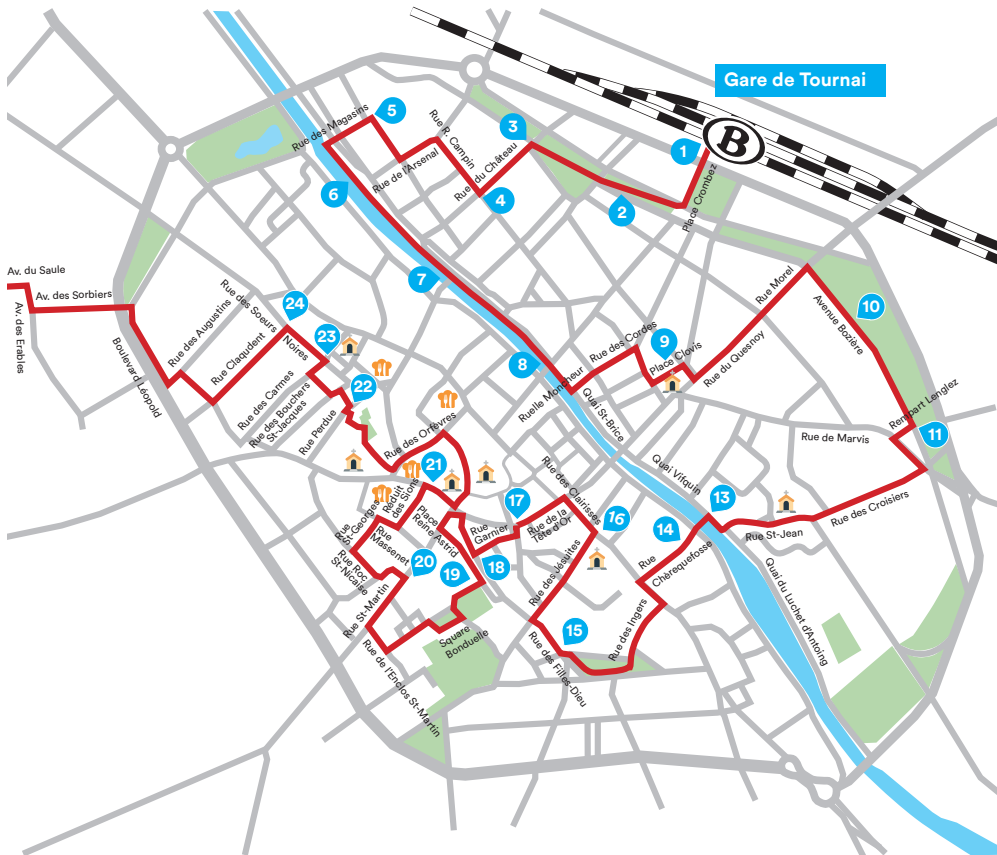 Gare de Tournai
B
1
2
3
4
5
6
7
8
9
10
11
13
14
15
16
17
18
19
20
21
22
23
24
Rue des Magasins
Rue de l'Arsenal
Rue R. Campin
Rue du Château
Place Crombez
Av. du Saule
Av. des Sorbiers
Av. des Erables
Boulevard Léopold
Rue des Augustins
Rue Claqudent
Rue des Soeurs
Noires
Rue des Carmes
Rue des Bouchers
St-Jacques
Rue Perdue
Rue des Orfèvres
Ruelle Moncheur
Rue des Cordes
Quai St-Brice
Place Clovis
Rue du Quesnoy
Rue Morel
Avenue Bozière
Rempart Lenglez
Rue de Marvis
Rue des Croisiers
Rue St-Jean
Quai Vifquin
Quai du Luchet d'Antoing
Rue
Chèrequefosse
Rue des Clairisses
Rue de la
Tête d'Or
Rue
Garnier
Rue des Jésuites
Rue des Ingers
Rue des Filles-Dieu
Réduit
des Sions
Place
Reine Astrid
Rue
St-Georges
Rue
Massenet
Rue Roc
St-Nicaise
Rue St-Martin
Square
Bonduelle
Rue de l'Enclos St-Martin